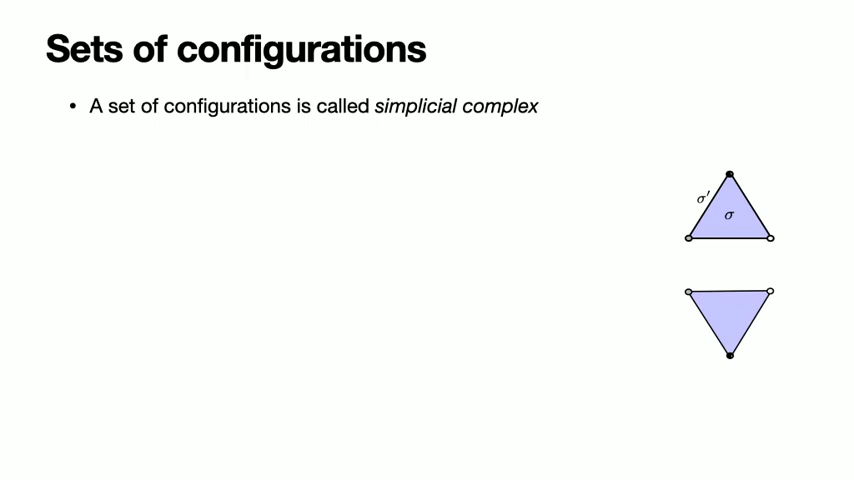 Sets of configurations
• A set of configurations is called simplicial complex
σ′
σ